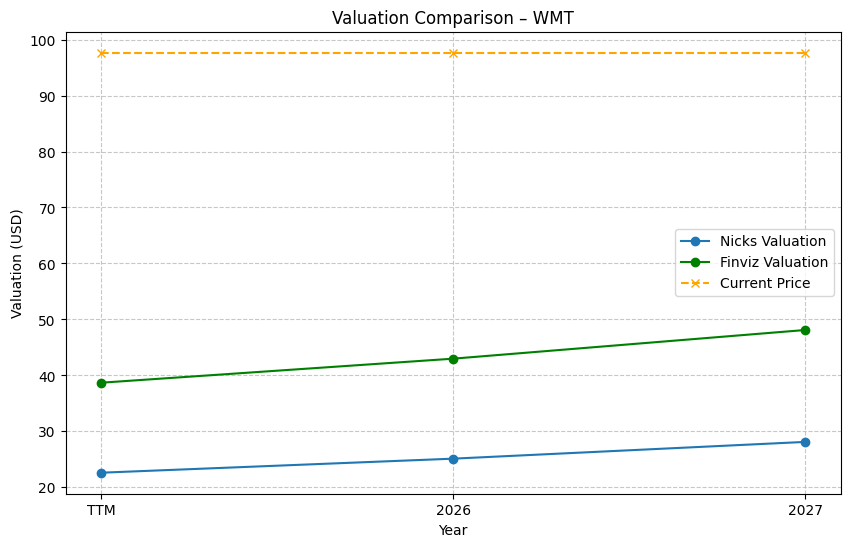 Valuation Comparison – WMT
Valuation (USD)
100
90
80
70
60
50
40
30
20
Nicks Valuation
Finviz Valuation
Current Price
TTM
2026
2027
Year